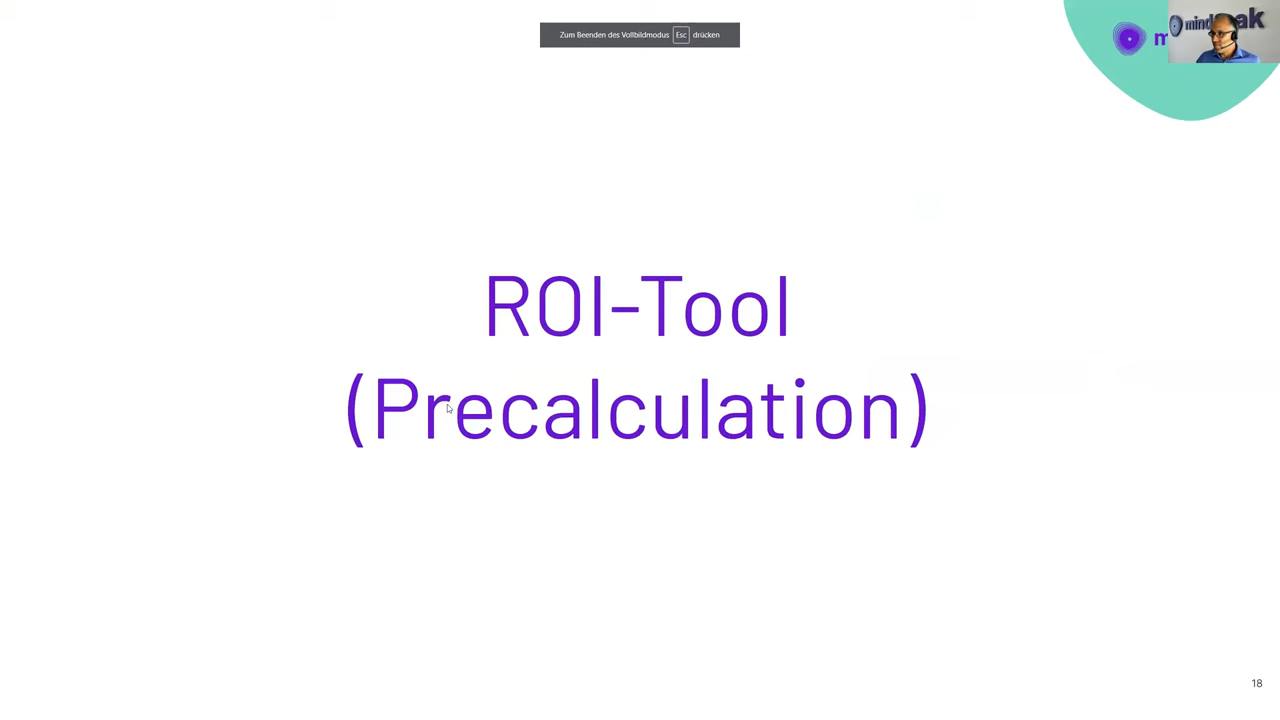 Zum Beenden des Vollbildmodus Esc drücken
ROI-Tool
(Precalculation)
18